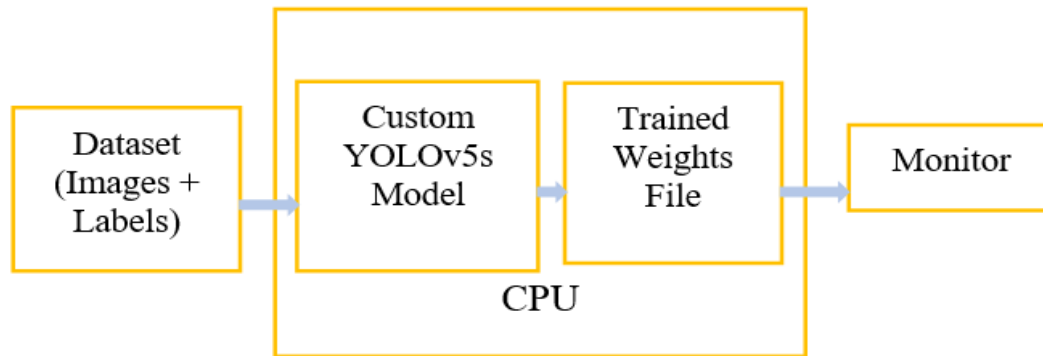 Dataset
(Images +
Labels)
Custom
YOLOv5s
Model
Trained
Weights
File
Monitor
CPU